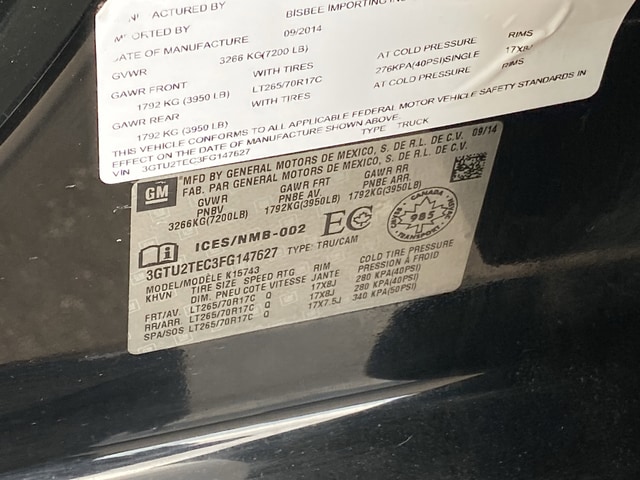 MANUFACTURED BY BISBEE IMPORTING
IMPORTED BY
DATE OF MANUFACTURE 09/2014
GVWR 3266 KG(7200 LB)
GAWR FRONT WITH TIRES AT COLD PRESSURE RIMS
1792 KG (3950 LB) LT265/70R17C 276KPA(40PSI)SINGLE 17X8J
GAWR REAR WITH TIRES AT COLD PRESSURE RIMS
1792 KG (3950 LB)
THIS VEHICLE CONFORMS TO ALL APPLICABLE FEDERAL MOTOR VEHICLE SAFETY STANDARDS IN
EFFECT ON THE DATE OF MANUFACTURE SHOWN ABOVE.
VIN 3GTU2TEC3FG147627 TYPE TRUCK
GM MFD BY GENERAL MOTORS DE MEXICO, S. DE R.L. DE C.V. 09/14
FAB. PAR GENERAL MOTORS DE MEXICO, S. DE R.L. DE C.V.
GVWR GAWR FRT GAWR RR
PNBV PNBE AV. PNBE ARR.
3266KG(7200LB) 1792KG(3950LB) 1792KG(3950LB)
ICES/NMB-002 EC CANADA 985
3GTU2TEC3FG147627 TYPE: TRU/CAM
MODEL/MODÈLE K15743
KHVN TIRE SIZE SPEED RTG RIM COLD TIRE PRESSURE
DIM. PNEU COTE VITESSE JANTE PRESSION A FROID
FRT/AV LT265/70R17C Q 17X8J 280 KPA(40PSI)
RR/ARR LT265/70R17C Q 17X8J 280 KPA(40PSI)
SPA/SOS LT265/70R17C Q 17X7.5J 340 KPA(50PSI)